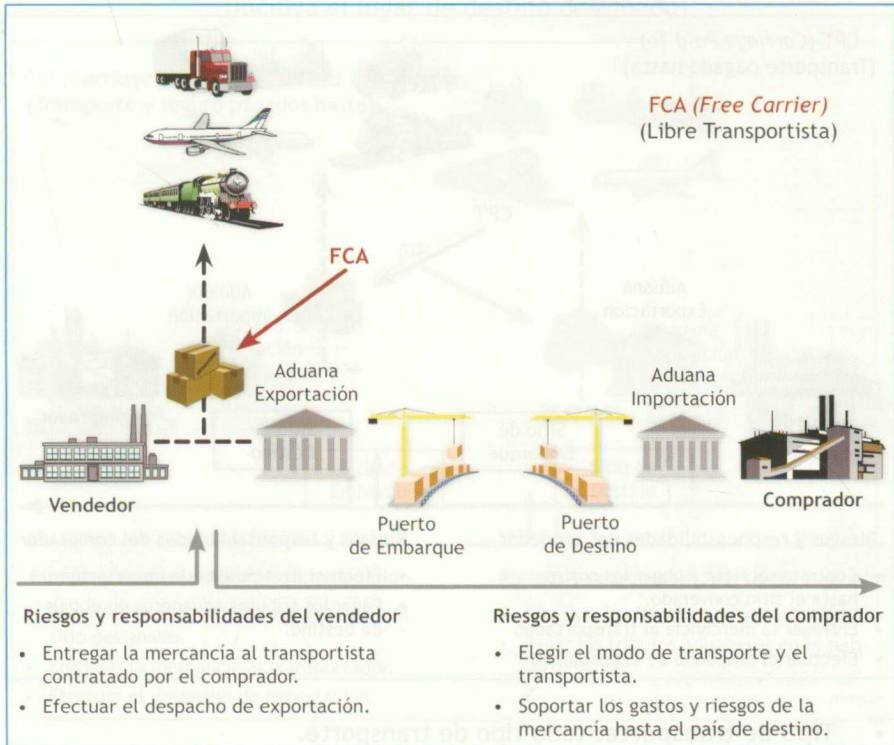 FCA (Free Carrier)
(Libre Transportista)
FCA
Aduana
Exportación
Aduana
Importación
Vendedor
Puerto
de Embarque
Puerto
de Destino
Comprador
Riesgos y responsabilidades del vendedor
• Entregar la mercancía al transportista
contratado por el comprador.
• Efectuar el despacho de exportación.
Riesgos y responsabilidades del comprador
• Elegir el modo de transporte y el
transportista.
• Soportar los gastos y riesgos de la
mercancía hasta el país de destino.